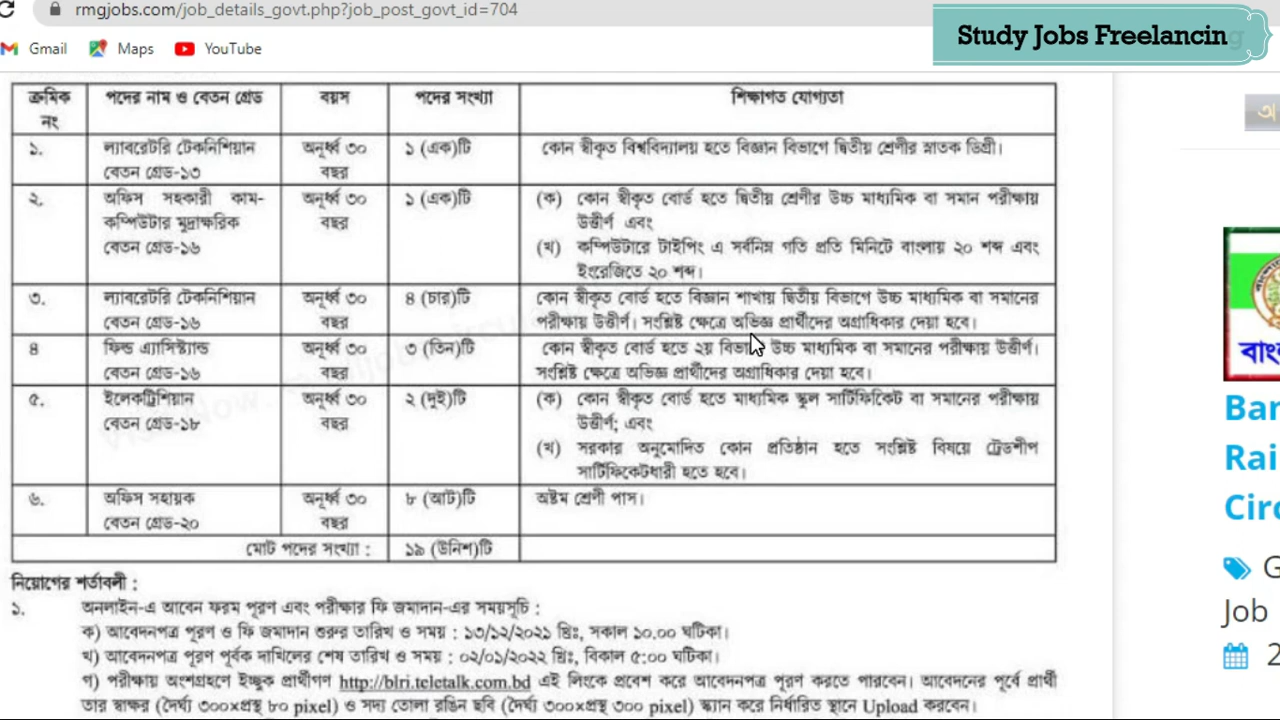 rmgjobs.com/job_details_govt.php?job_post_govt_id=704
Study Jobs Freelancing
Gmail Maps YouTube
ক্রমিক নং পদের নাম ও বেতন গ্রেড বয়স পদের সংখ্যা শিক্ষাগত যোগ্যতা
১. ল্যাবরেটরি টেকনিশিয়ান অনূর্ধ্ব ৩০ ১ (এক)টি কোন স্বীকৃত বিশ্ববিদ্যালয় হতে বিজ্ঞান বিভাগে দ্বিতীয় শ্রেণীর স্নাতক ডিগ্রী।
বেতন গ্রেড-১৩ বছর
২. অফিস সহকারী কাম- অনূর্ধ্ব ৩০ ১ (এক)টি (ক) কোন স্বীকৃত বোর্ড হতে দ্বিতীয় শ্রেণীর উচ্চ মাধ্যমিক বা সমান পরীক্ষায়
কম্পিউটার মুদ্রাক্ষরিক বছর উত্তীর্ণ এবং
বেতন গ্রেড-১৬ (খ) কম্পিউটারে টাইপিং এ সর্বনিম্ন গতি প্রতি মিনিটে বাংলায় ২০ শব্দ এবং
ইংরেজিতে ২০ শব্দ।
৩. ল্যাবরেটরি টেকনিশিয়ান অনূর্ধ্ব ৩০ ৪ (চার)টি কোন স্বীকৃত বোর্ড হতে বিজ্ঞান শাখায় দ্বিতীয় বিভাগে উচ্চ মাধ্যমিক বা সমানের
বেতন গ্রেড-১৬ বছর পরীক্ষায় উত্তীর্ণ। সংশ্লিষ্ট ক্ষেত্রে অভিজ্ঞ প্রার্থীদের অগ্রাধিকার দেয়া হবে।
৪ ফিল্ড এ্যাসিস্ট্যান্ড অনূর্ধ্ব ৩০ ৩ (তিন)টি কোন স্বীকৃত বোর্ড হতে ২য় বিভাগে উচ্চ মাধ্যমিক বা সমানের পরীক্ষায় উত্তীর্ণ।
বেতন গ্রেড-১৬ বছর সংশ্লিষ্ট ক্ষেত্রে অভিজ্ঞ প্রার্থীদের অগ্রাধিকার দেয়া হবে।
৫. ইলেকট্রিশিয়ান অনূর্ধ্ব ৩০ ২ (দুই)টি (ক) কোন স্বীকৃত বোর্ড হতে মাধ্যমিক স্কুল সার্টিফিকেট বা সমানের পরীক্ষায়
বেতন গ্রেড-১৮ বছর উত্তীর্ণ; এবং
(খ) সরকার অনুমোদিত কোন প্রতিষ্ঠান হতে সংশ্লিষ্ট বিষয়ে ট্রেডশীপ
সার্টিফিকেটধারী হতে হবে।
৬. অফিস সহায়ক অনূর্ধ্ব ৩০ ৮ (আট)টি অষ্টম শ্রেণী পাস।
বেতন গ্রেড-২০ বছর
মোট পদের সংখ্যা : ১৯ (উনিশ)টি
নিয়োগের শর্তাবলী :
১. অনলাইন-এ আবেন ফরম পূরণ এবং পরীক্ষার ফি জমাদান-এর সময়সূচি :
ক) আবেদনপত্র পূরণ ও ফি জমাদান শুরুর তারিখ ও সময় : ১৩/১২/২০২১ খ্রিঃ, সকাল ১০.০০ ঘটিকা।
খ) আবেদনপত্র পূরণ পূর্বক দাখিলের শেষ তারিখ ও সময় : ০২/০১/২০২২ খ্রিঃ, বিকাল ৫:০০ ঘটিকা।
গ) পরীক্ষায় অংশগ্রহণে ইচ্ছুক প্রার্থীগণ http://blri.teletalk.com.bd এই লিংকে প্রবেশ করে আবেদনপত্র পূরণ করতে পারবেন। আবেদনের পূর্বে প্রার্থী
তার স্বাক্ষর (দৈর্ঘ্য ৩০০×প্রস্থ ৮০ pixel) ও সদ্য তোলা রঙিন ছবি (দৈর্ঘ্য ৩০০×প্রস্থ ৩০০ pixel) স্ক্যান করে নির্ধারিত স্থানে Upload করবেন।
Job